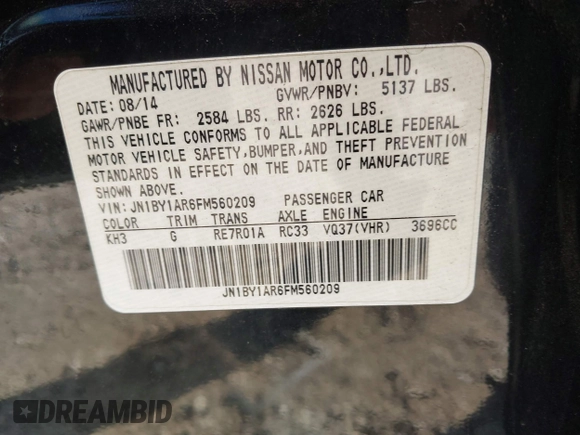 MANUFACTURED BY NISSAN MOTOR CO.,LTD.
DATE: 08/14 GVWR/PNBV: 5137 LBS.
GAWR/PNBE FR: 2584 LBS. RR: 2626 LBS.
THIS VEHICLE CONFORMS TO ALL APPLICABLE FEDERAL
MOTOR VEHICLE SAFETY,BUMPER,AND THEFT PREVENTION
STANDARDS IN EFFECT ON THE DATE OF MANUFACTURE
SHOWN ABOVE.
VIN: JN1BY1AR6FM560209 PASSENGER CAR
COLOR TRIM TRANS AXLE ENGINE
KH3 G RE7R01A RC33 VQ37(VHR) 3696CC
JN1BY1AR6FM560209
DREAMBID